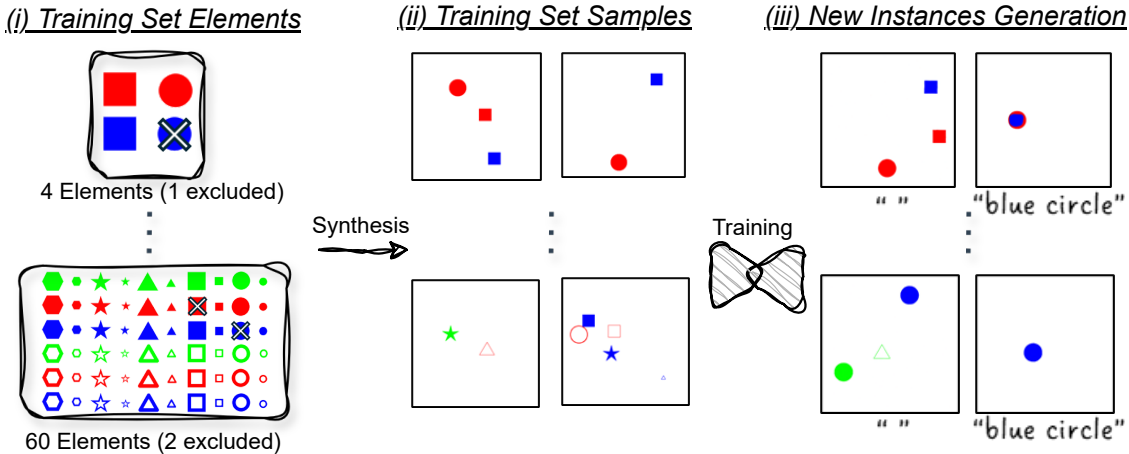 (i) Training Set Elements
(ii) Training Set Samples
(iii) New Instances Generation
4 Elements (1 excluded)
“ ”
“blue circle”
Synthesis
Training
60 Elements (2 excluded)
“ ”
“blue circle”